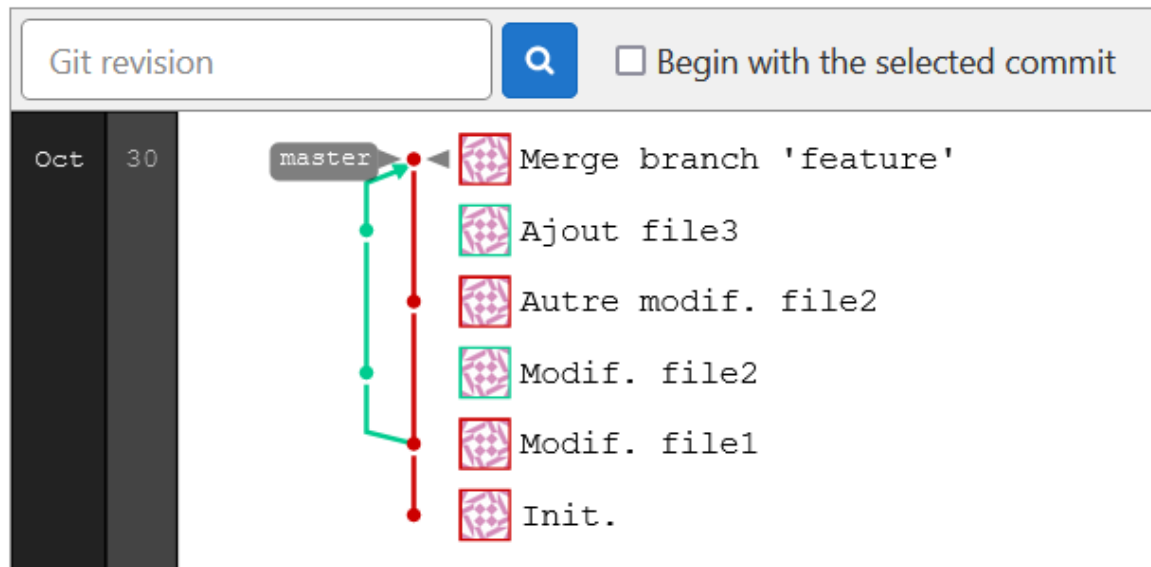 Git revision
Begin with the selected commit
Oct 30 master Merge branch 'feature'
Ajout file3
Autre modif. file2
Modif. file2
Modif. file1
Init.